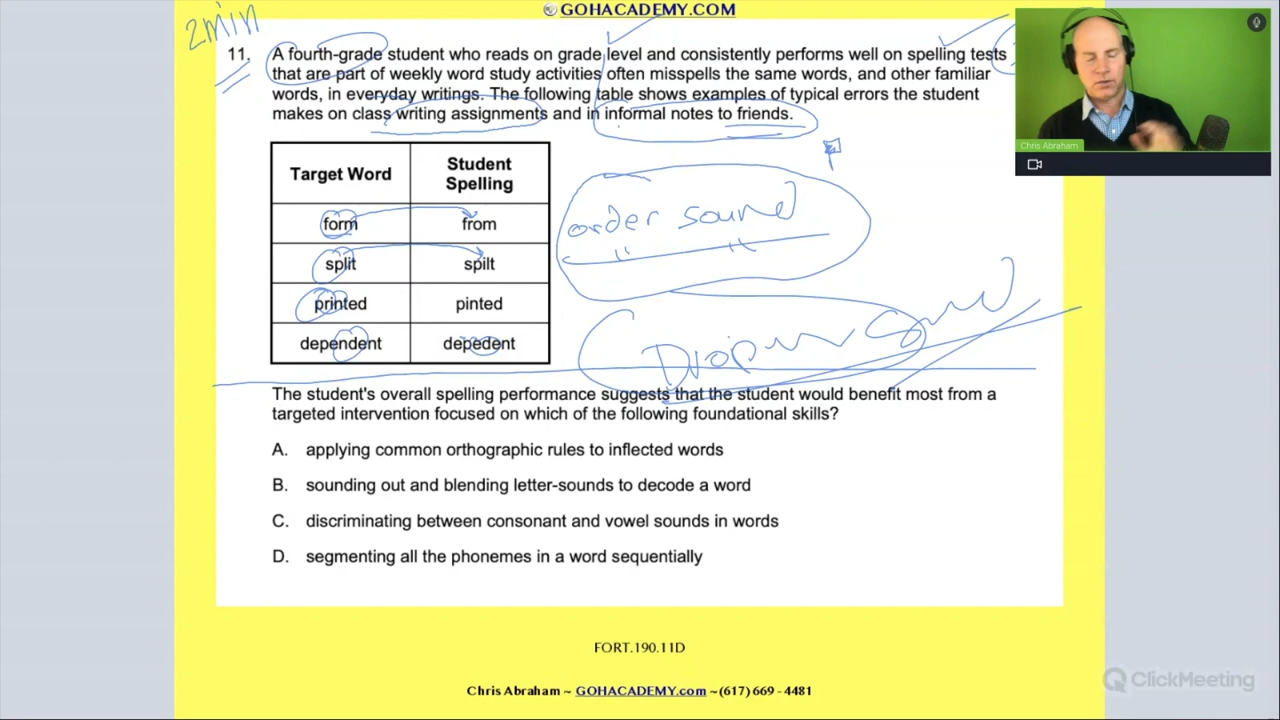 GOHACADEMY.COM
2min
11. A fourth-grade student who reads on grade level and consistently performs well on spelling tests
that are part of weekly word study activities often misspells the same words, and other familiar
words, in everyday writings. The following table shows examples of typical errors the student
makes on class writing assignments and in informal notes to friends.
Chris Abraham
Target Word Student Spelling
form from
split spilt
printed pinted
dependent depedent
order sound
The student's overall spelling performance suggests that the student would benefit most from a
targeted intervention focused on which of the following foundational skills?
A. applying common orthographic rules to inflected words
B. sounding out and blending letter-sounds to decode a word
C. discriminating between consonant and vowel sounds in words
D. segmenting all the phonemes in a word sequentially
FORT.190.11D
Chris Abraham ~ GOHACADEMY.com ~(617) 669 - 4481
ClickMeeting